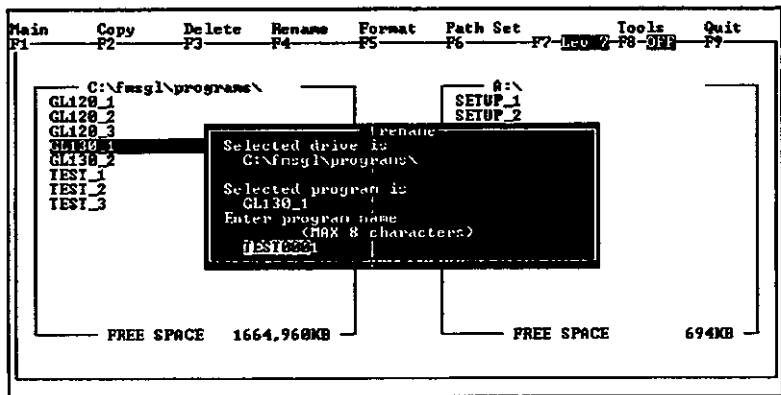 Main Copy Delete Rename Format Path Set Tools Quit
F1 F2 F3 F4 F5 F6 F7 Lev ? F8 OFF F9
C:\fmsgl\programs\ A:\
GL120_1 SETUP_1
GL120_2 SETUP_2
GL120_3
GL130_1
GL130_2
TEST_1
TEST_2
TEST_3
rename
Selected drive is
C:\fmsgl\programs\
Selected program is
GL130_1
Enter program name
(MAX 8 characters)
TEST0001
FREE SPACE 1664,960KB FREE SPACE 694KB